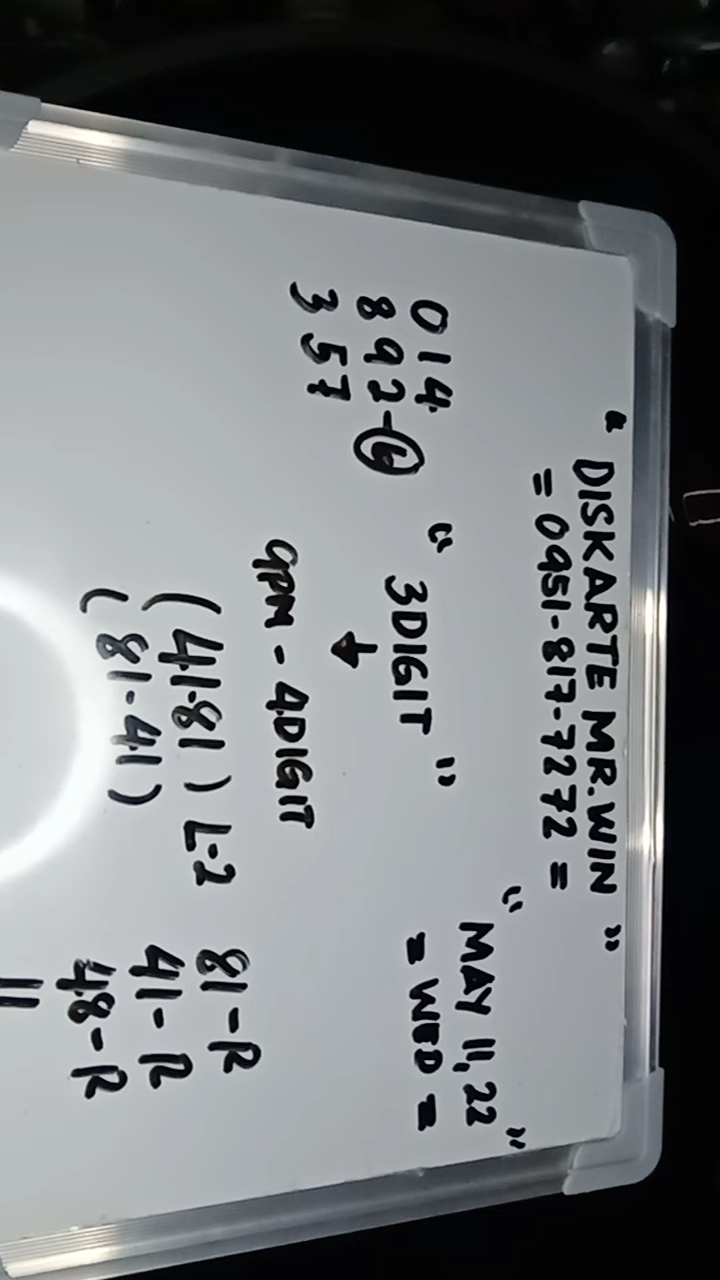 “ DISKARTE MR.WIN ”
= 0951-817-7272 =
“ MAY 11, 22 ”
= WED =
014
892-6
357
“ 3DIGIT ”
↓
9PM - 4DIGIT
(41-81) L-2
(81-41)
81-R
41-R
48-R
11